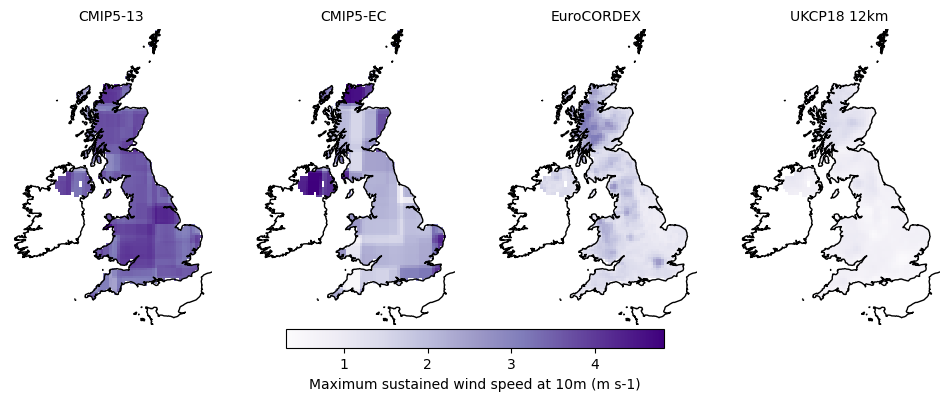 CMIP5-13
CMIP5-EC
EuroCORDEX
UKCP18 12km
1 2 3 4
Maximum sustained wind speed at 10m (m s-1)